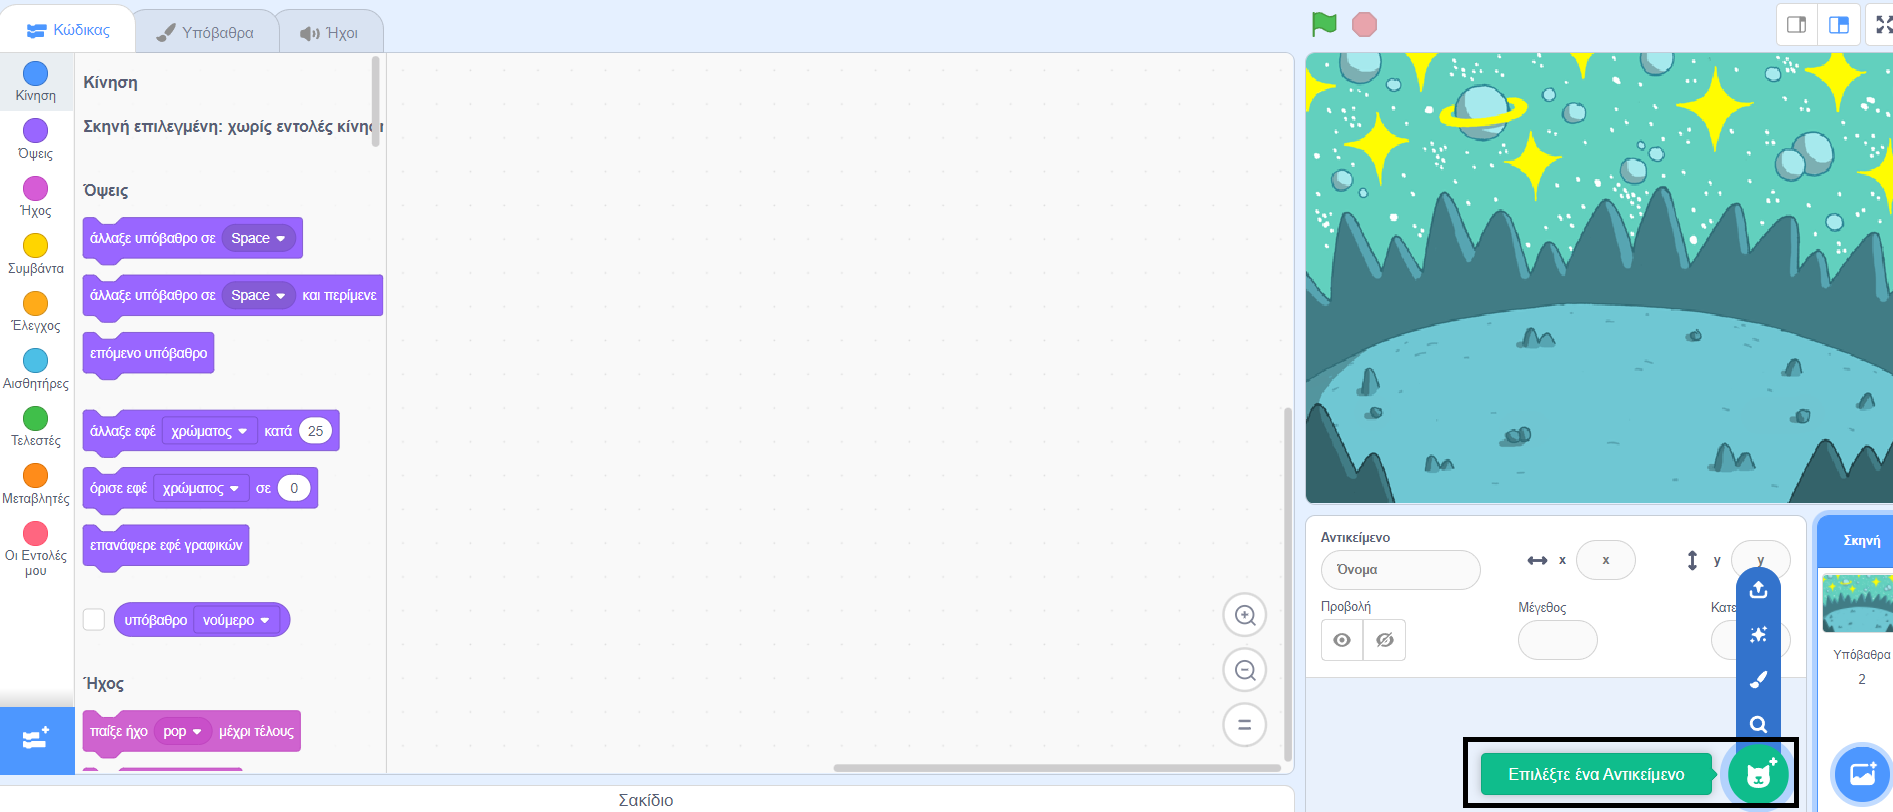 Κώδικας
Υπόβαθρα
Ήχοι
Κίνηση
Όψεις
Ήχος
Συμβάντα
Έλεγχος
Αισθητήρες
Τελεστές
Μεταβλητές
Οι Εντολές
μου
Κίνηση
Σκηνή επιλεγμένη: χωρίς εντολές κίνησ
Όψεις
άλλαξε υπόβαθρο σε Space
άλλαξε υπόβαθρο σε Space και περίμενε
επόμενο υπόβαθρο
άλλαξε εφέ χρώματος κατά 25
όρισε εφέ χρώματος σε 0
επανάφερε εφέ γραφικών
υπόβαθρο νούμερο
Ήχος
παίξε ήχο pop μέχρι τέλους
Σακίδιο
Αντικείμενο
Όνομα
x x
y y
Προβολή
Μέγεθος
Κατε
Σκηνή
Υπόβαθρα
2
Επιλέξτε ένα Αντικείμενο